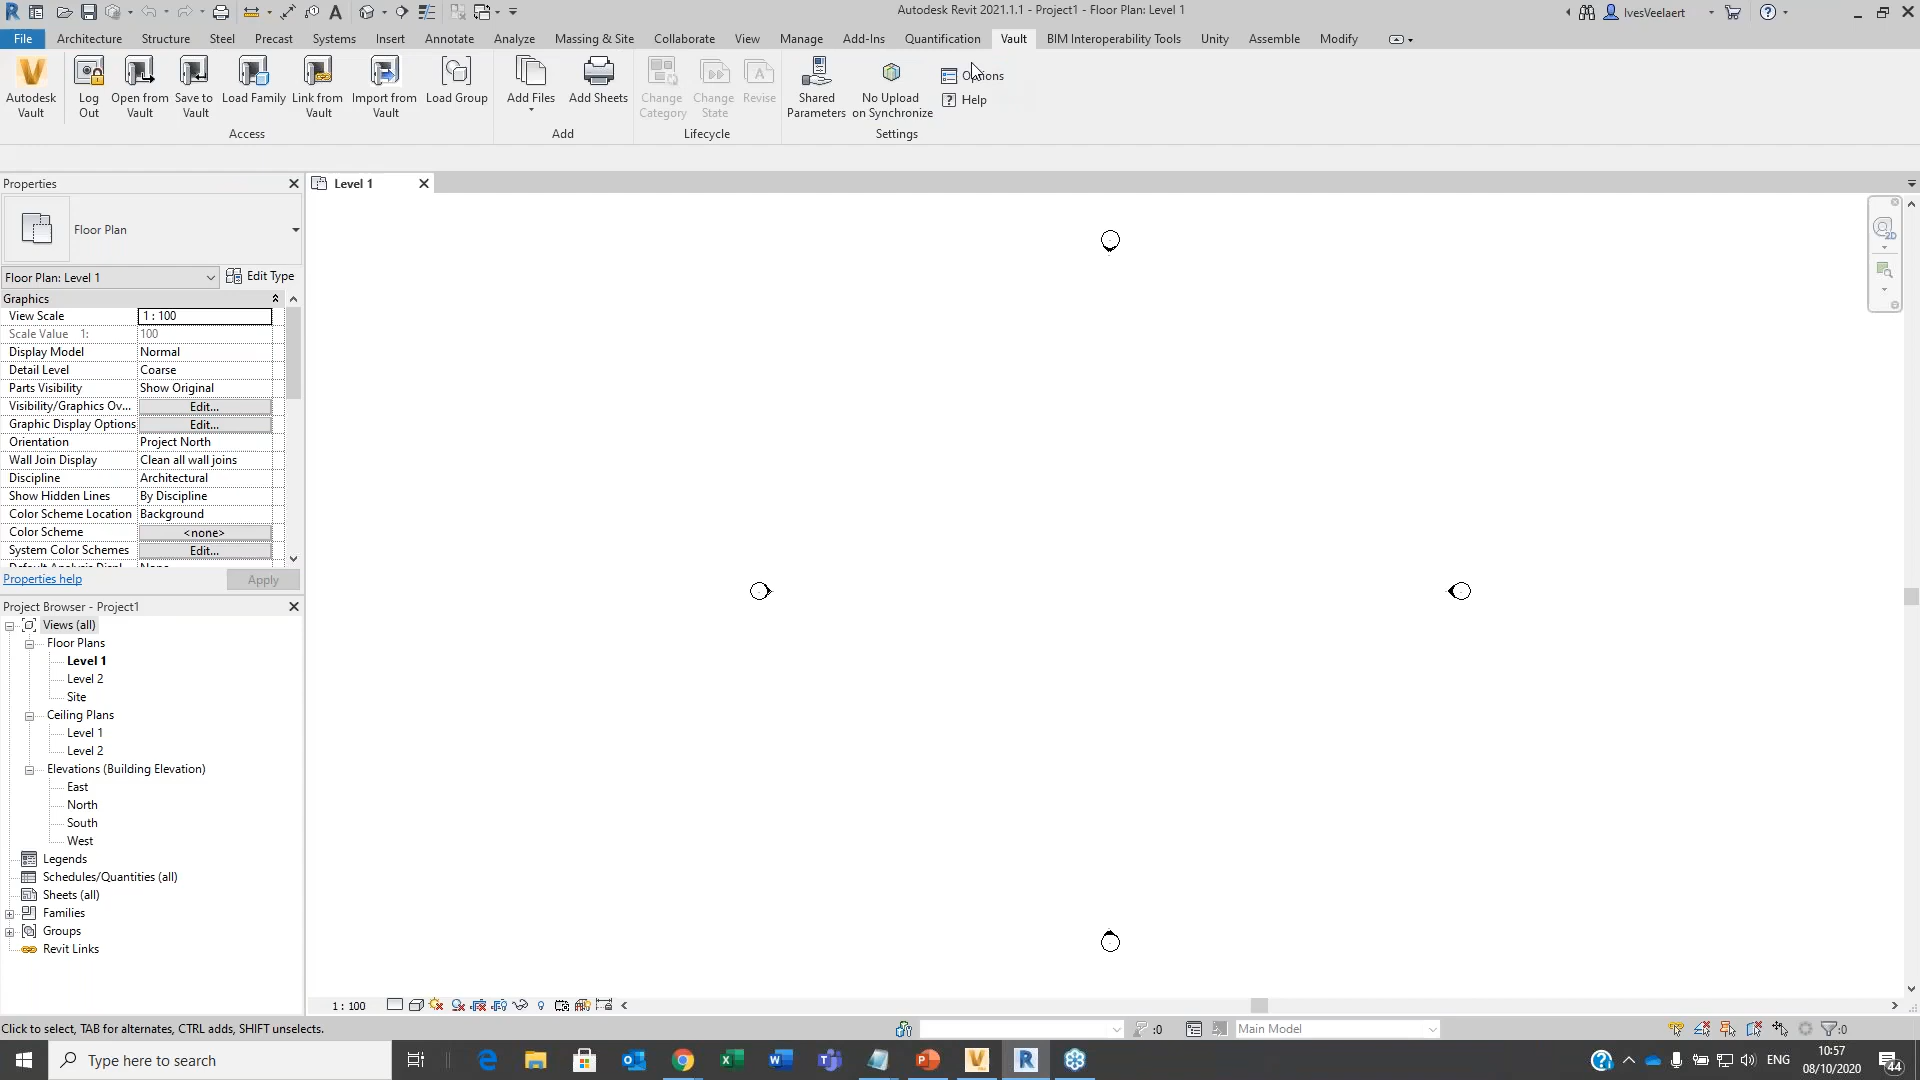 Autodesk Revit 2021.1.1 - Project1 - Floor Plan: Level 1
IvesVeelaert
File Architecture Structure Steel Precast Systems Insert Annotate Analyze Massing & Site Collaborate View Manage Add-Ins Quantification Vault BIM Interoperability Tools Unity Assemble Modify
Autodesk Vault
Log Out
Open from Vault
Save to Vault
Load Family
Link from Vault
Import from Vault
Load Group
Add Files
Add Sheets
Change Category
Change State
Revise
Shared Parameters
No Upload on Synchronize
Options
Help
Access
Add
Lifecycle
Settings
Properties
Level 1
Floor Plan
Floor Plan: Level 1
Edit Type
Graphics
View Scale 1 : 100
Scale Value 1: 100
Display Model Normal
Detail Level Coarse
Parts Visibility Show Original
Visibility/Graphics Ov... Edit...
Graphic Display Options Edit...
Orientation Project North
Wall Join Display Clean all wall joins
Discipline Architectural
Show Hidden Lines By Discipline
Color Scheme Location Background
Color Scheme <none>
System Color Schemes Edit...
Properties help
Apply
Project Browser - Project1
Views (all)
Floor Plans
Level 1
Level 2
Site
Ceiling Plans
Level 1
Level 2
Elevations (Building Elevation)
East
North
South
West
Legends
Schedules/Quantities (all)
Sheets (all)
Families
Groups
Revit Links
2D
1 : 100
Click to select, TAB for alternates, CTRL adds, SHIFT unselects.
:0
Main Model
:0
Type here to search
ENG
10:57
08/10/2020
44